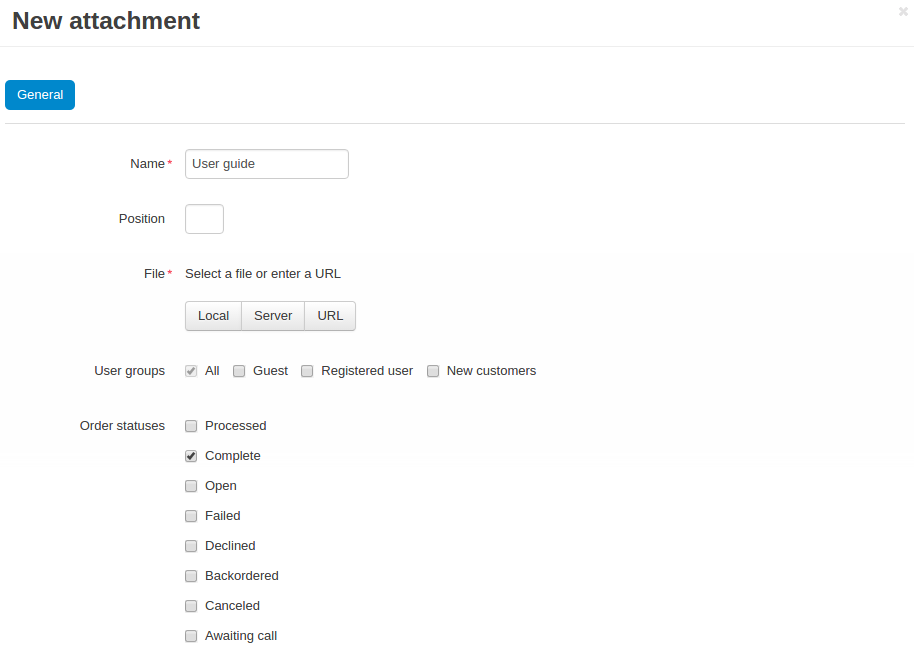 New attachment
General
Name *
User guide
Position
File * Select a file or enter a URL
Local Server URL
User groups All Guest Registered user New customers
Order statuses Processed
Complete
Open
Failed
Declined
Backordered
Canceled
Awaiting call